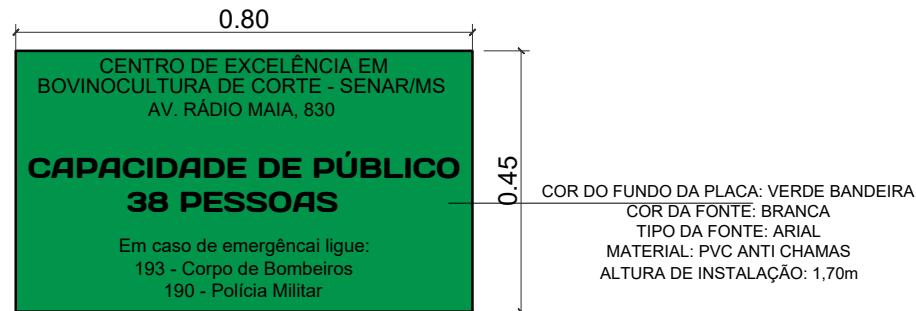 0.80
CENTRO DE EXCELÊNCIA EM
BOVINOCULTURA DE CORTE - SENAR/MS
AV. RÁDIO MAIA, 830
CAPACIDADE DE PÚBLICO
38 PESSOAS
Em caso de emergêncai ligue:
193 - Corpo de Bombeiros
190 - Polícia Militar
0.45
COR DO FUNDO DA PLACA: VERDE BANDEIRA
COR DA FONTE: BRANCA
TIPO DA FONTE: ARIAL
MATERIAL: PVC ANTI CHAMAS
ALTURA DE INSTALAÇÃO: 1,70m